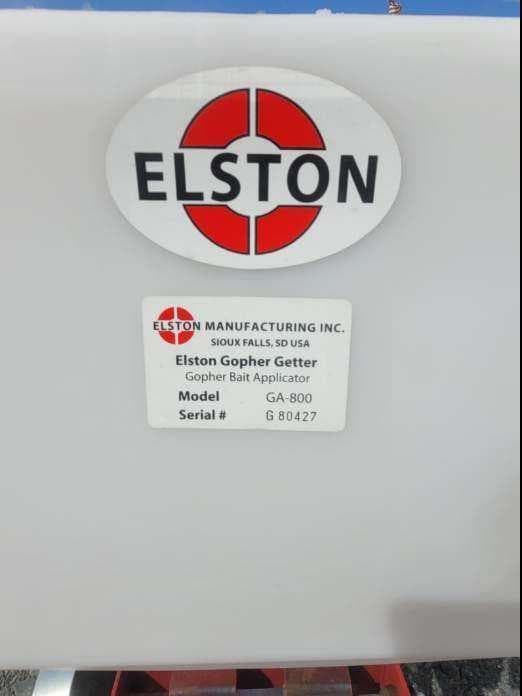 ELSTON
ELSTON MANUFACTURING INC.
SIOUX FALLS, SD USA
Elston Gopher Getter
Gopher Bait Applicator
Model GA-800
Serial # G 80427